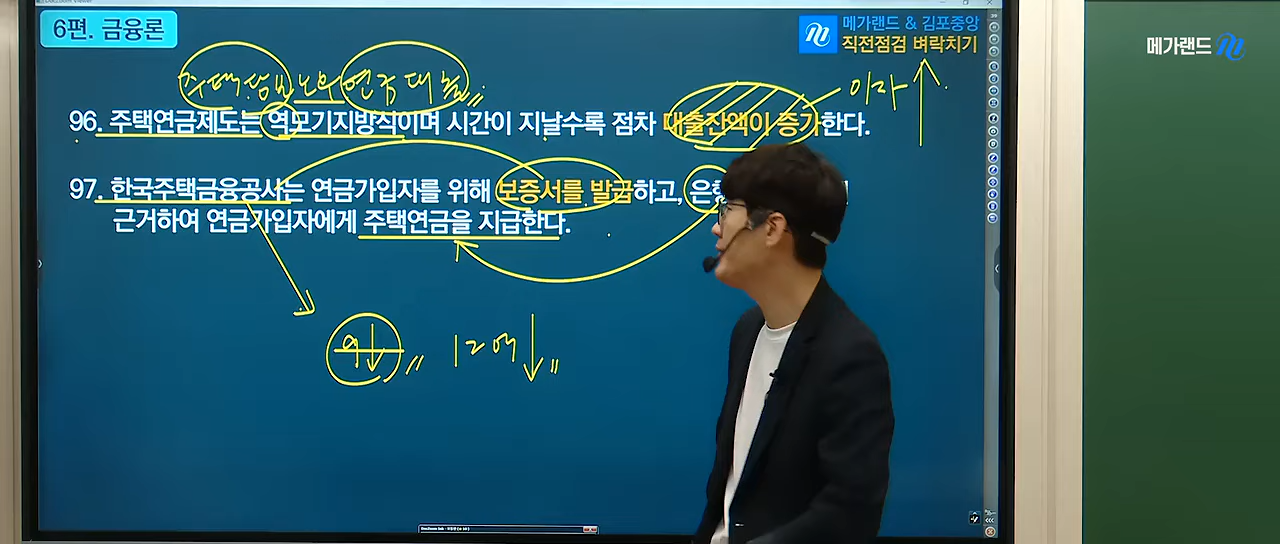 6편. 금융론
메가랜드 & 김포중앙
직전점검 벼락치기
메가랜드
주택담보노후연금대출
이자
96. 주택연금제도는 역모기지방식이며 시간이 지날수록 점차 대출잔액이 증가한다.
97. 한국주택금융공사는 연금가입자를 위해 보증서를 발급하고, 은행
근거하여 연금가입자에게 주택연금을 지급한다.
9 12억